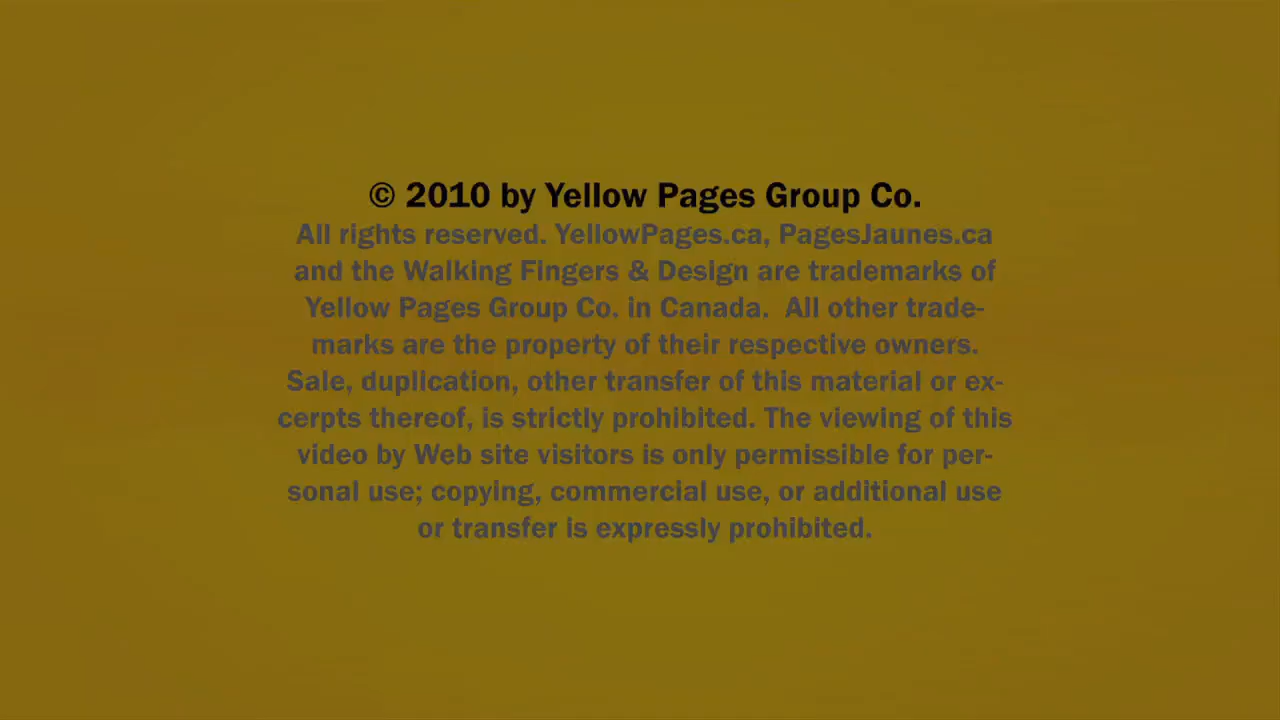 © 2010 by Yellow Pages Group Co.
All rights reserved. YellowPages.ca, PagesJaunes.ca
and the Walking Fingers & Design are trademarks of
Yellow Pages Group Co. in Canada.  All other trade-
marks are the property of their respective owners.
Sale, duplication, other transfer of this material or ex-
cerpts thereof, is strictly prohibited. The viewing of this
video by Web site visitors is only permissible for per-
sonal use; copying, commercial use, or additional use
or transfer is expressly prohibited.